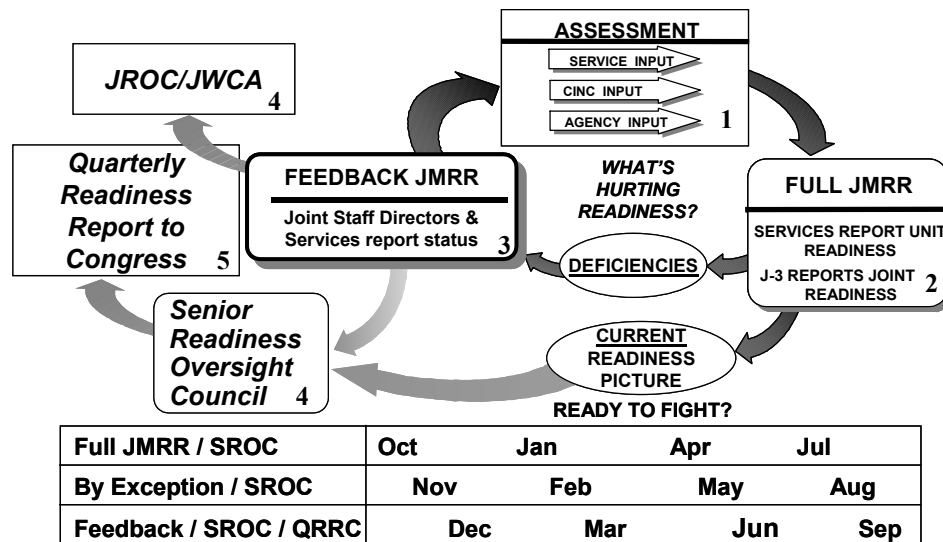 ASSESSMENT
SERVICE INPUT
CINC INPUT
AGENCY INPUT
1
JROC/JWCA
4
Quarterly
Readiness
Report to
Congress
5
FEEDBACK JMRR
Joint Staff Directors &
Services report status
3
WHAT'S
HURTING
READINESS?
FULL JMRR
SERVICES REPORT UNIT
READINESS
J-3 REPORTS JOINT
READINESS
2
DEFICIENCIES
Senior
Readiness
Oversight
Council
4
CURRENT
READINESS
PICTURE
READY TO FIGHT?
Full JMRR / SROC Oct Jan Apr Jul
By Exception / SROC Nov Feb May Aug
Feedback / SROC / QRRC Dec Mar Jun Sep